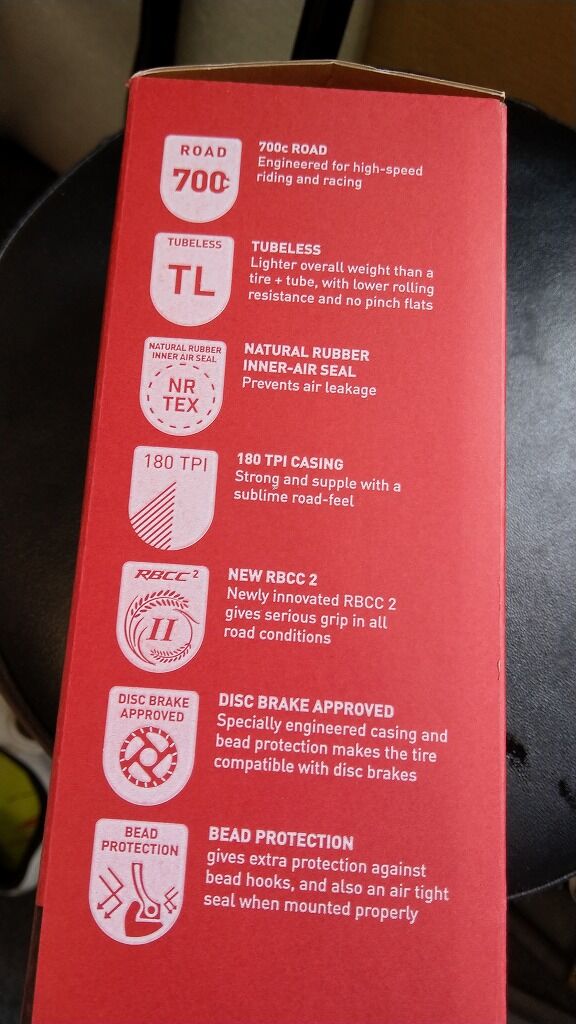 ROAD
700c
700c ROAD
Engineered for high-speed
riding and racing
TUBELESS
TL
TUBELESS
Lighter overall weight than a
tire + tube, with lower rolling
resistance and no pinch flats
NATURAL RUBBER
INNER AIR SEAL
NR
TEX
NATURAL RUBBER
INNER-AIR SEAL
Prevents air leakage
180 TPI
180 TPI CASING
Strong and supple with a
sublime road-feel
RBCC²
II
NEW RBCC 2
Newly innovated RBCC 2
gives serious grip in all
road conditions
DISC BRAKE
APPROVED
DISC BRAKE APPROVED
Specially engineered casing and
bead protection makes the tire
compatible with disc brakes
BEAD
PROTECTION
BEAD PROTECTION
gives extra protection against
bead hooks, and also an air tight
seal when mounted properly